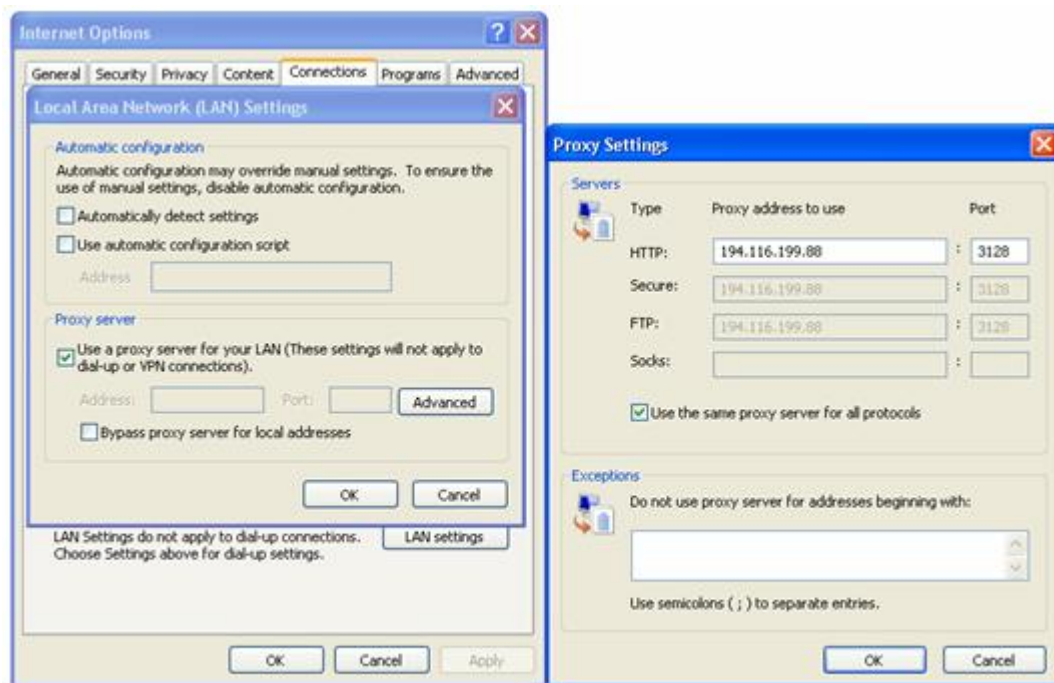 Internet Options
General Security Privacy Content Connections Programs Advanced
Local Area Network (LAN) Settings
Automatic configuration
Automatic configuration may override manual settings. To ensure the
use of manual settings, disable automatic configuration.
Automatically detect settings
Use automatic configuration script
Address
Proxy server
Use a proxy server for your LAN (These settings will not apply to
dial-up or VPN connections).
Address: Port: Advanced
Bypass proxy server for local addresses
OK Cancel
LAN Settings do not apply to dial-up connections. LAN settings
Choose Settings above for dial-up settings.
OK Cancel Apply
Proxy Settings
Servers
Type Proxy address to use Port
HTTP: 194.116.199.88 : 3128
Secure: 194.116.199.88 : 3128
FTP: 194.116.199.88 : 3128
Socks: :
Use the same proxy server for all protocols
Exceptions
Do not use proxy server for addresses beginning with:
Use semicolons ( ; ) to separate entries.
OK Cancel